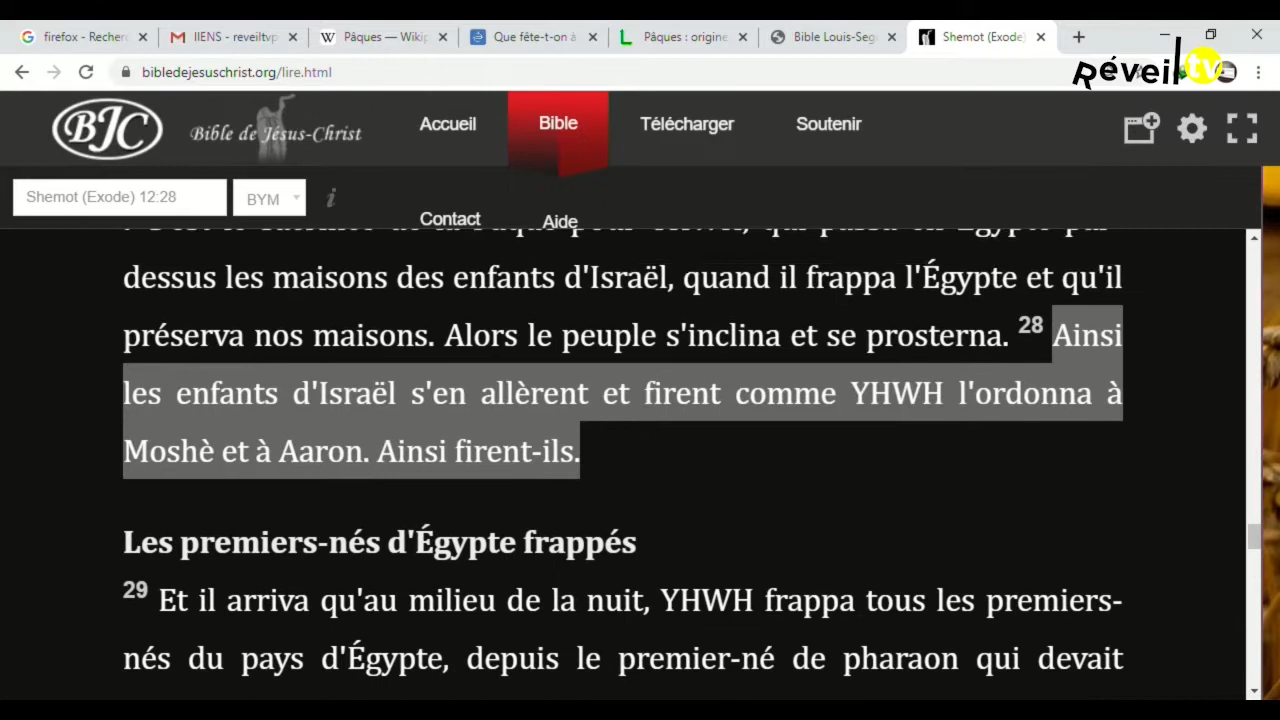 firefox - Recher
IIENS - reveiltvp
Pâques — Wikip
Que fête-t-on à
Pâques : origine
Bible Louis-Seg
Shemot (Exode)
bibledejesuschrist.org/lire.html
Réveil tv
BJC
Bible de Jésus-Christ
Accueil
Bible
Télécharger
Soutenir
Shemot (Exode) 12:28
BYM
i
Contact
Aide
dessus les maisons des enfants d'Israël, quand il frappa l'Égypte et qu'il
préserva nos maisons. Alors le peuple s'inclina et se prosterna. 28 Ainsi
les enfants d'Israël s'en allèrent et firent comme YHWH l'ordonna à
Moshè et à Aaron. Ainsi firent-ils.
Les premiers-nés d'Égypte frappés
29 Et il arriva qu'au milieu de la nuit, YHWH frappa tous les premiers-
nés du pays d'Égypte, depuis le premier-né de pharaon qui devait